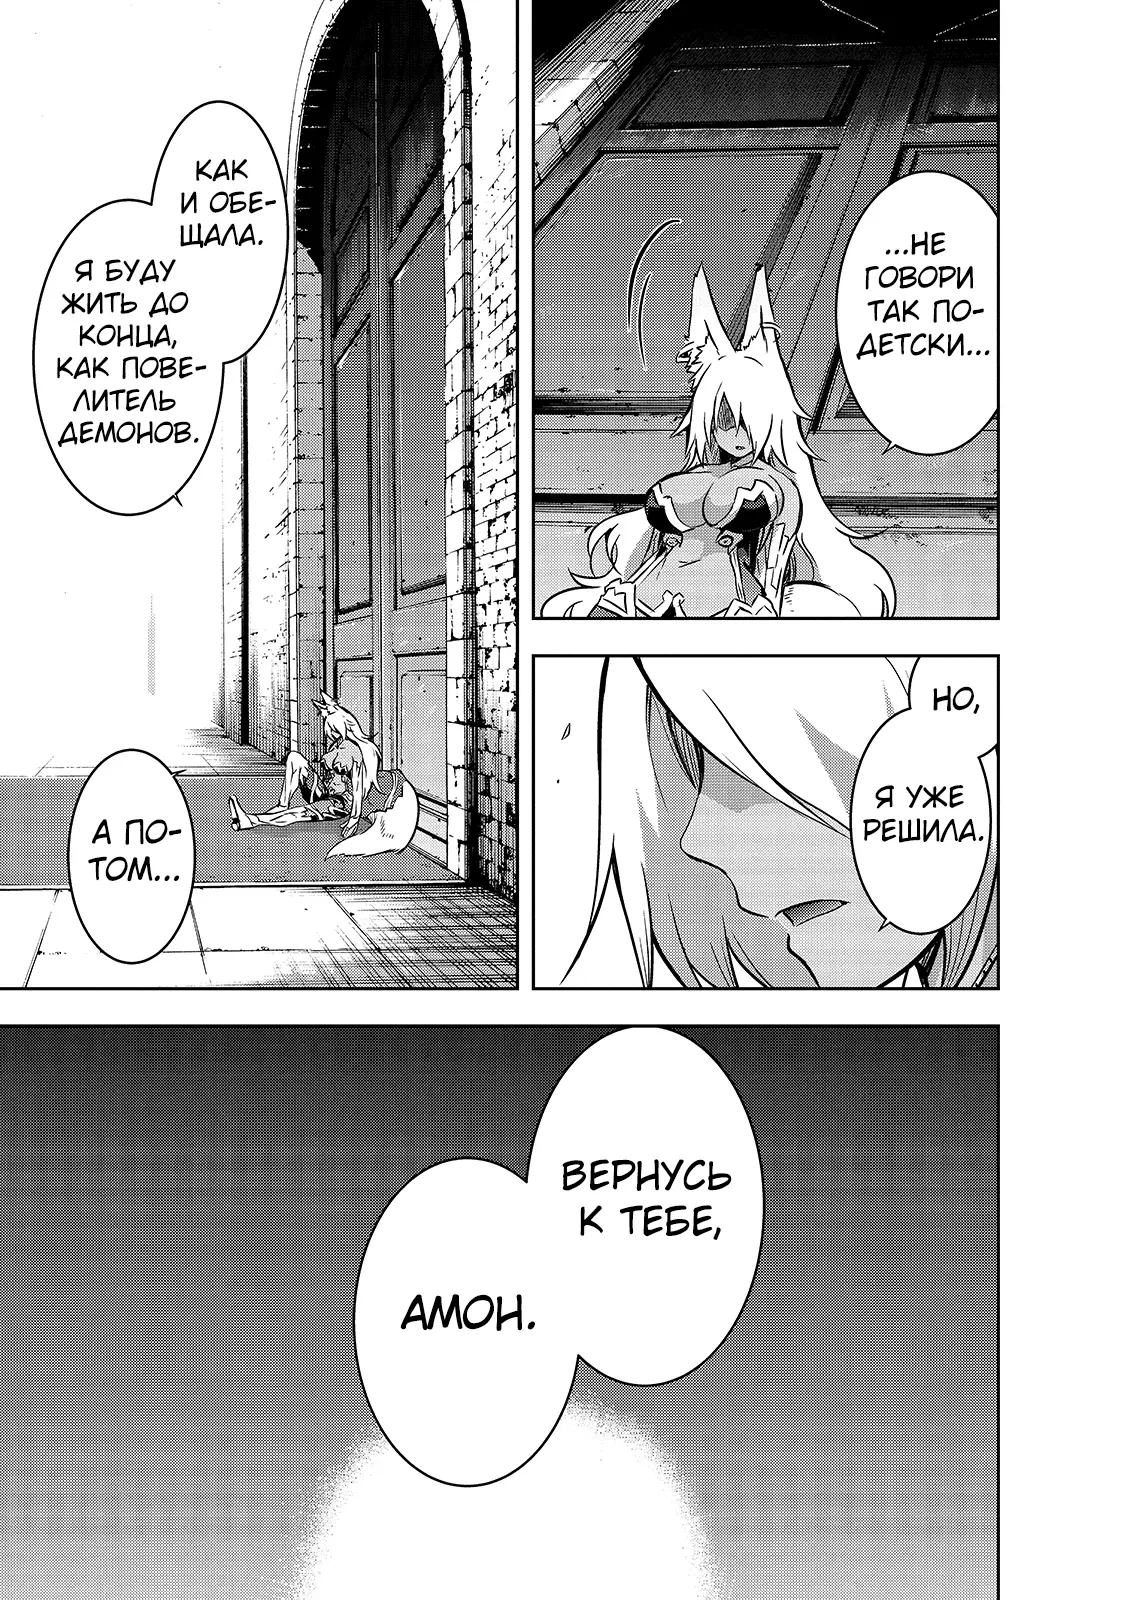 ...НЕ
ГОВОРИ
ТАК ПО-
ДЕТСКИ...
НО,
Я УЖЕ
РЕШИЛА.
КАК
И ОБЕ-
ЩАЛА.
Я БУДУ
ЖИТЬ ДО
КОНЦА,
КАК ПОВЕ-
ЛИТЕЛЬ
ДЕМОНОВ.
А ПО-
ТОМ...
ВЕРНУСЬ
К ТЕБЕ,
АМОН.